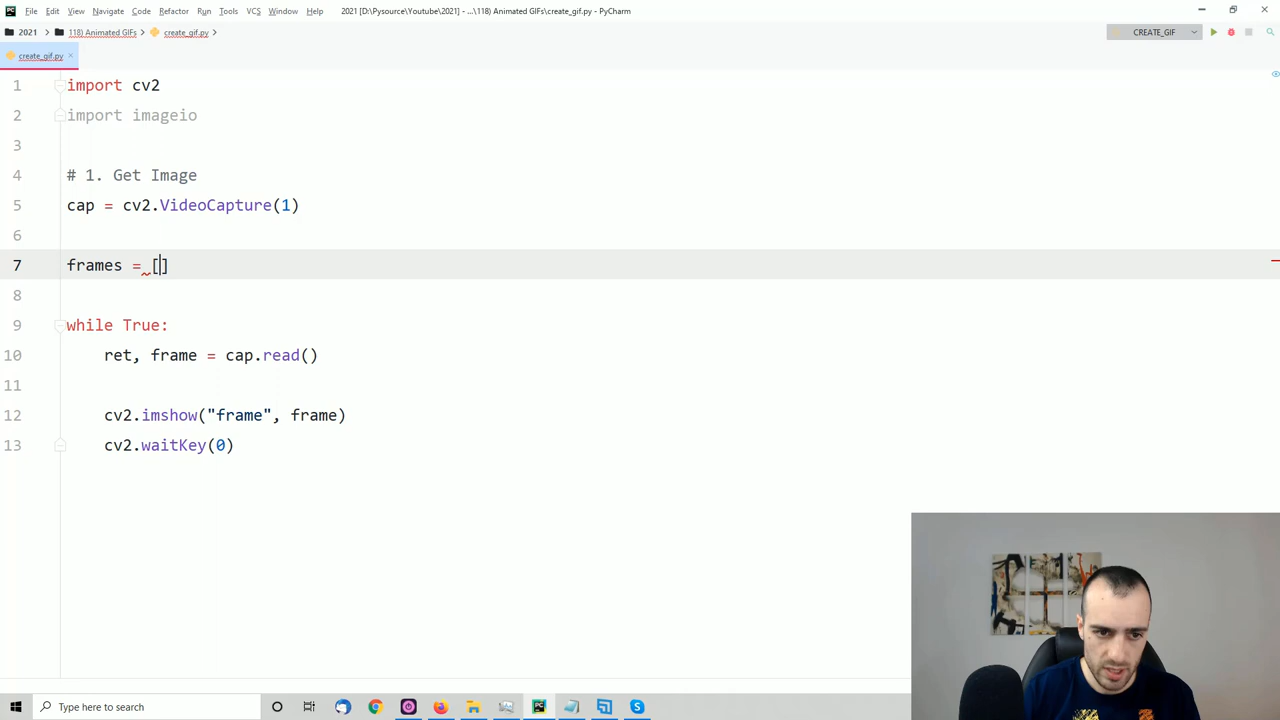 File Edit View Navigate Code Refactor Run Tools VCS Window Help 2021 [D:\Pysource\Youtube\2021] - ...\118) Animated GIFs\create_gif.py - PyCharm
2021 118) Animated GIFs create_gif.py CREATE_GIF
create_gif.py
1 import cv2
2 import imageio
3
4 # 1. Get Image
5 cap = cv2.VideoCapture(1)
6
7 frames = []
8
9 while True:
10 ret, frame = cap.read()
11
12 cv2.imshow("frame", frame)
13 cv2.waitKey(0)
Type here to search